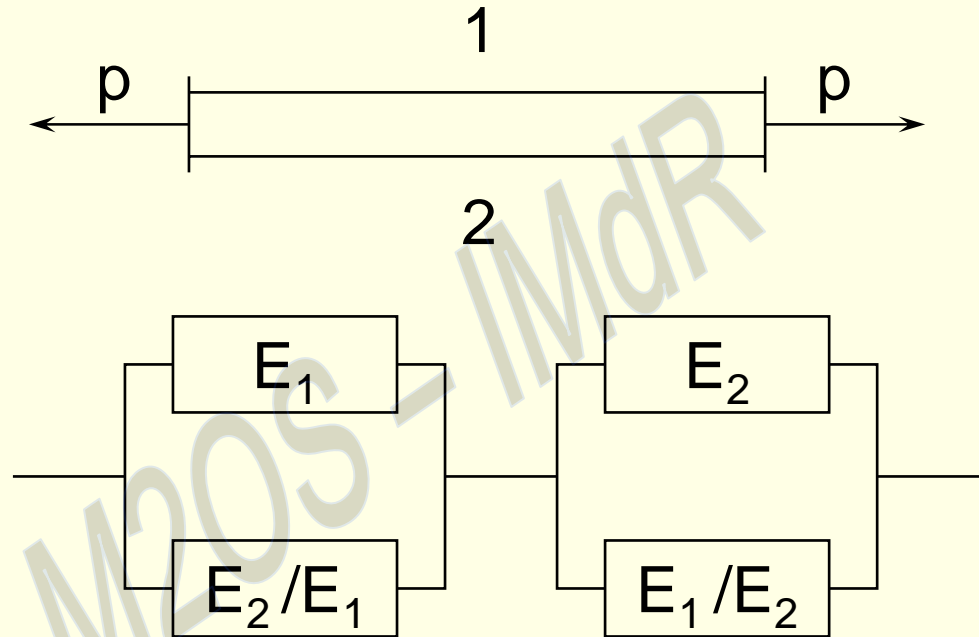 1
p p
2
E₁ E₂
E₂/E₁ E₁/E₂
M2OS – IMdR